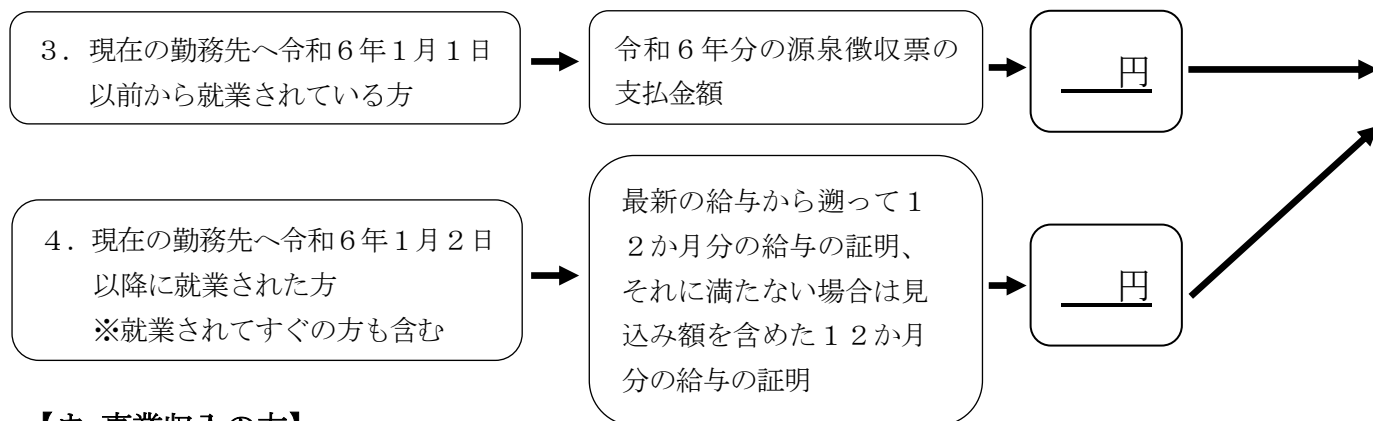 ３．現在の勤務先へ令和６年１月１日
以前から就業されている方
令和６年分の源泉徴収票の
支払金額
円
４．現在の勤務先へ令和６年１月２日
以降に就業された方
※就業されてすぐの方も含む
最新の給与から遡って１
２か月分の給与の証明、
それに満たない場合は見
込み額を含めた１２か月
分の給与の証明
円